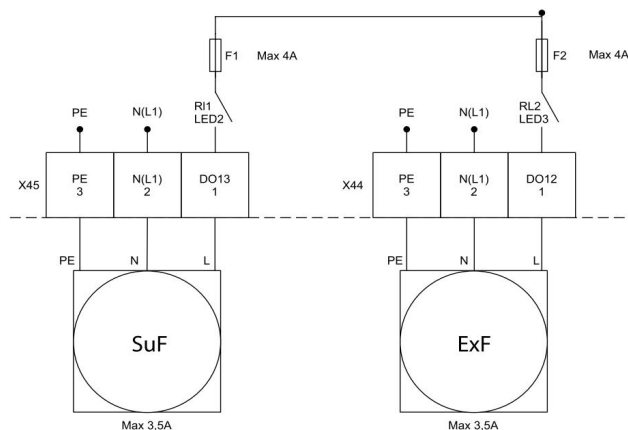 F1 Max 4A
F2 Max 4A
PE N(L1) RI1
LED2
PE N(L1) RL2
LED3
X45 PE
3 N(L1)
2 DO13
1
X44 PE
3 N(L1)
2 DO12
1
PE N L
PE N L
SuF
ExF
Max 3,5A
Max 3,5A